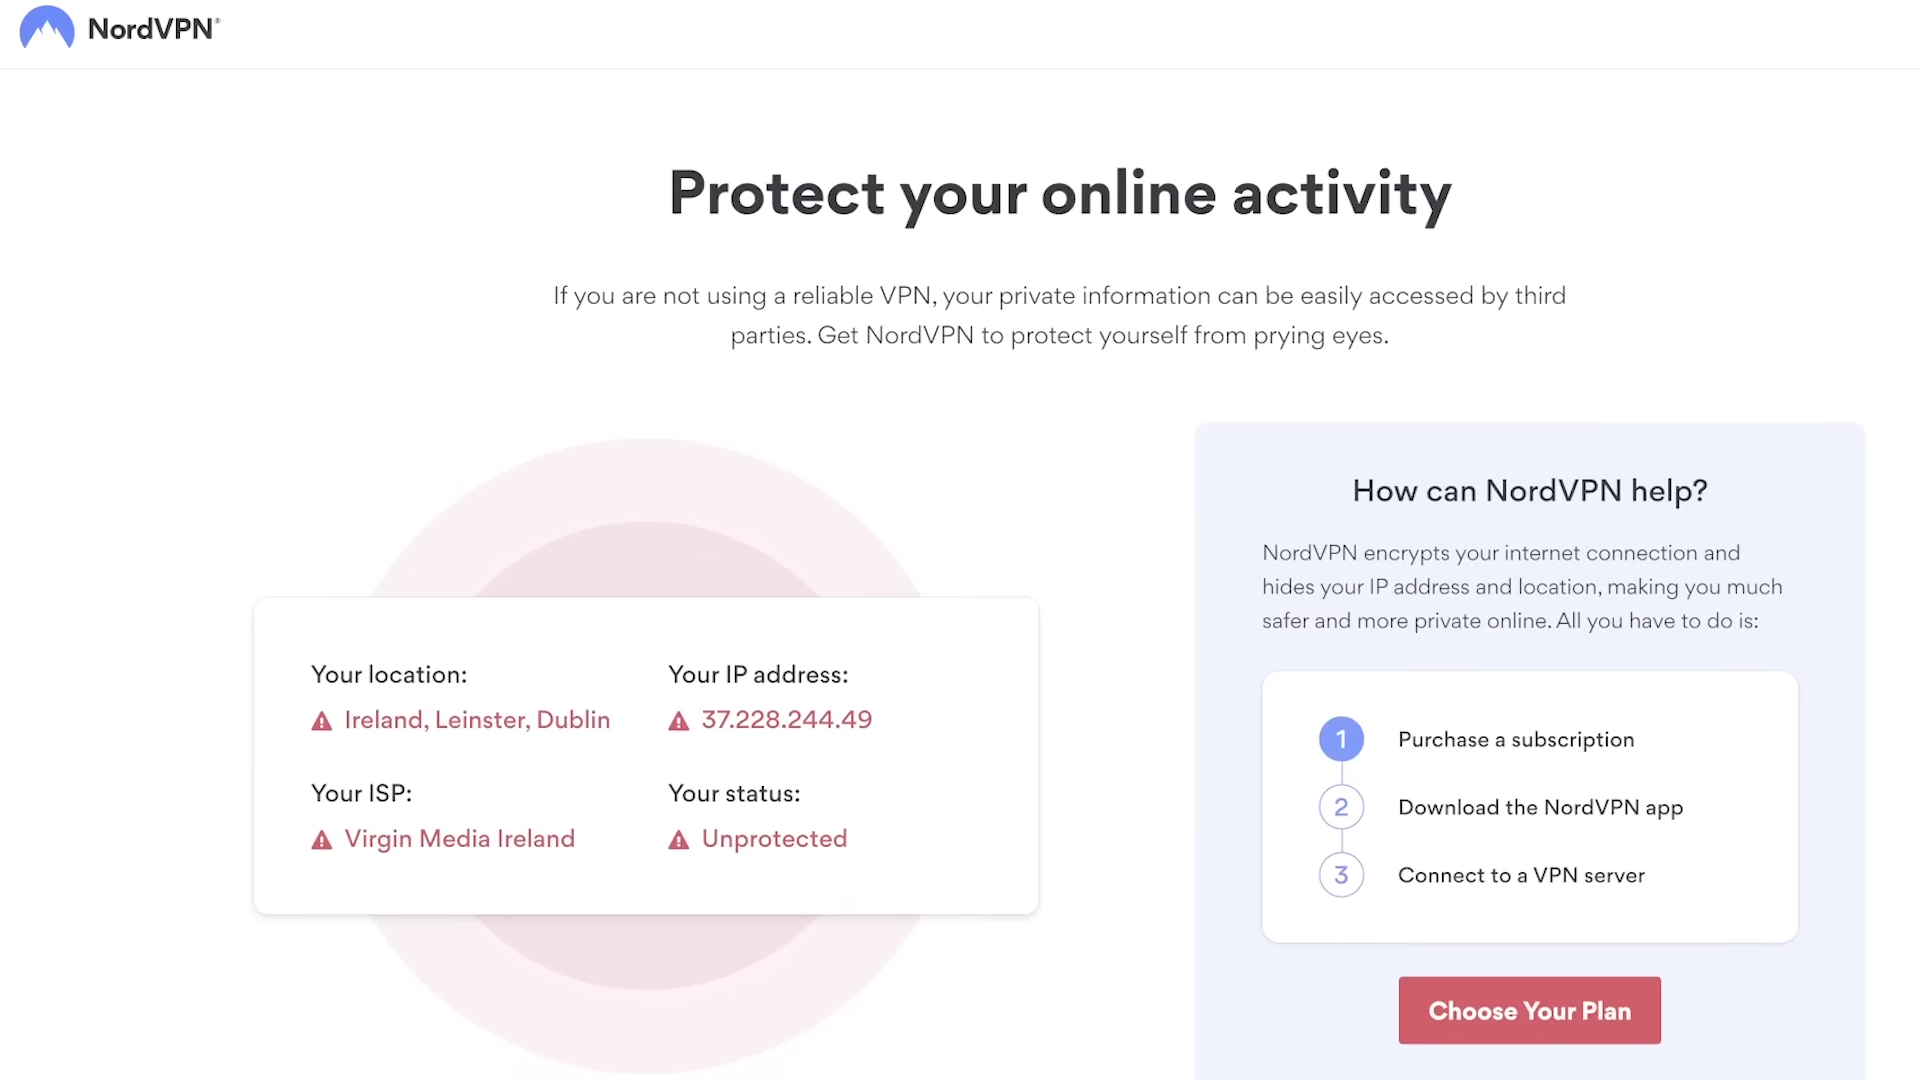 NordVPN®
Protect your online activity
If you are not using a reliable VPN, your private information can be easily accessed by third
parties. Get NordVPN to protect yourself from prying eyes.
Your location:
Ireland, Leinster, Dublin
Your IP address:
37.228.244.49
Your ISP:
Virgin Media Ireland
Your status:
Unprotected
How can NordVPN help?
NordVPN encrypts your internet connection and
hides your IP address and location, making you much
safer and more private online. All you have to do is:
1 Purchase a subscription
2 Download the NordVPN app
3 Connect to a VPN server
Choose Your Plan